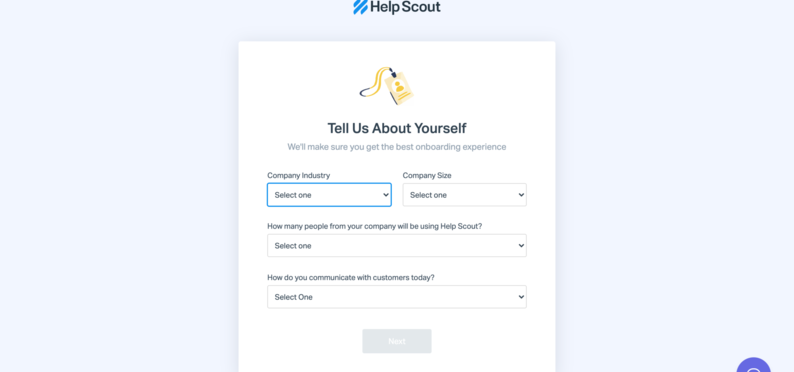 Help Scout
Tell Us About Yourself
We'll make sure you get the best onboarding experience
Company Industry
Company Size
Select one
Select one
How many people from your company will be using Help Scout?
Select one
How do you communicate with customers today?
Select One
Next